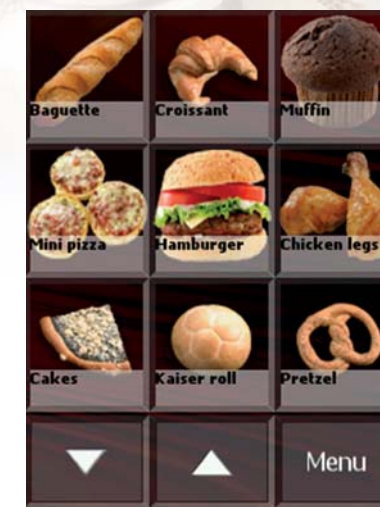 Baguette
Croissant
Muffin
Mini pizza
Hamburger
Chicken legs
Cakes
Kaiser roll
Pretzel
Menu